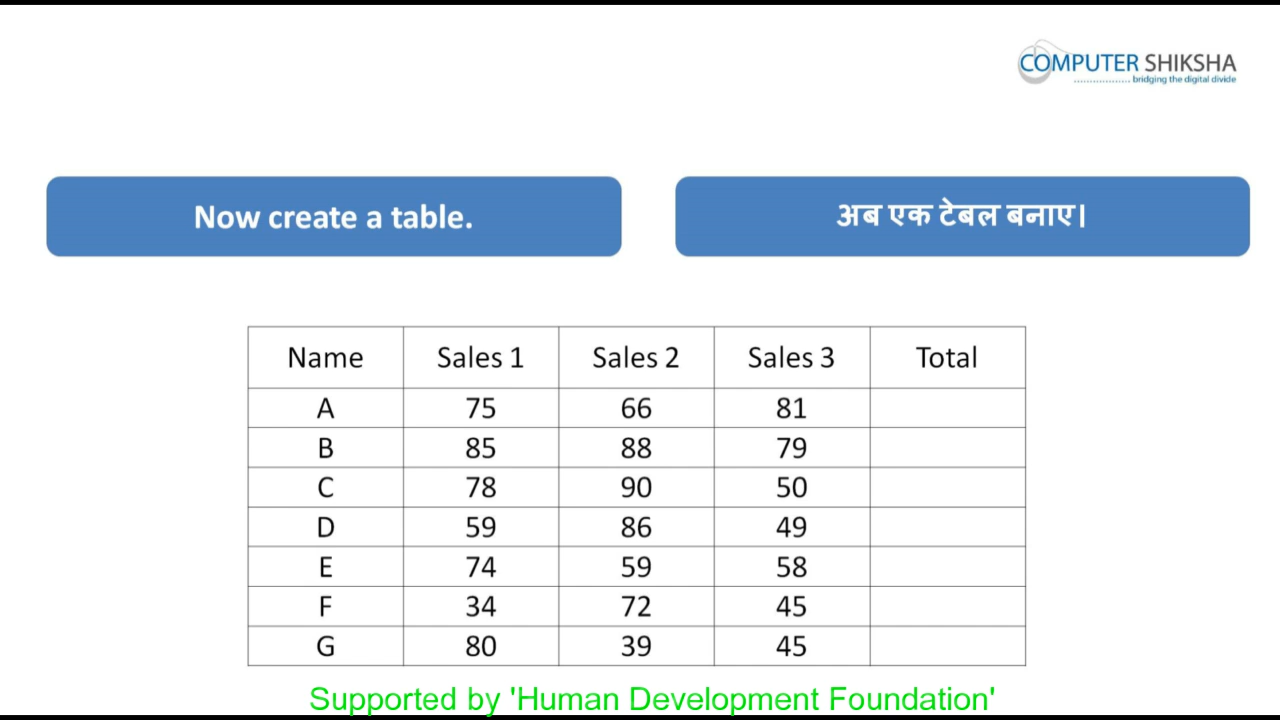 COMPUTER SHIKSHA
bridging the digital divide
Now create a table.
अब एक टेबल बनाए।
Name Sales 1 Sales 2 Sales 3 Total
A 75 66 81
B 85 88 79
C 78 90 50
D 59 86 49
E 74 59 58
F 34 72 45
G 80 39 45
Supported by 'Human Development Foundation'